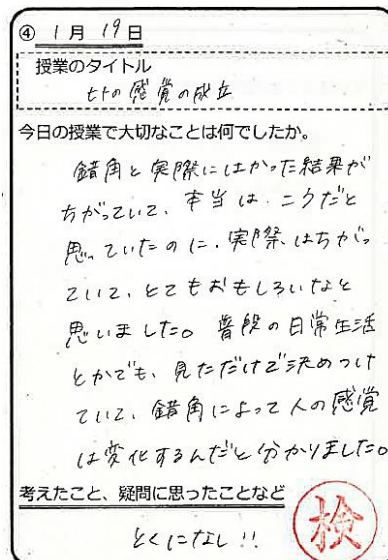 ④ 1月19日
授業のタイトル
ヒトの感覚の成立
今日の授業で大切なことは何でしたか。
錯角と実際にはかった結果が
ちがっていて、本当は、こうだと
思っていたのに、実際はちがっ
ていて、とてもおもしろいなと
思いました。普段の日常生活
とかでも、見ただけで決めつけ
ていて、錯角によって人の感覚
は変化するんだと分かりました。
考えたこと、疑問に思ったことなど
とくになし!!
検